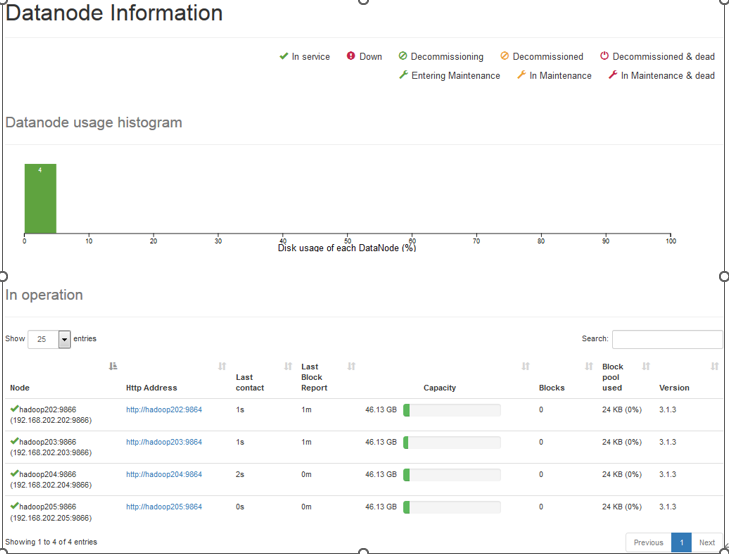 Datanode Information
In service Down Decommissioning Decommissioned Decommissioned & dead
Entering Maintenance In Maintenance In Maintenance & dead
Datanode usage histogram
4
0 10 20 30 40 50 60 70 80 90 100
Disk usage of each DataNode (%)
In operation
Show 25 entries Search:
Node Http Address Last contact Last Block Report Capacity Blocks Block pool used Version
hadoop202:9866 http://hadoop202:9864 1s 1m 46.13 GB 0 24 KB (0%) 3.1.3
(192.168.202.202:9866)
hadoop203:9866 http://hadoop203:9864 1s 1m 46.13 GB 0 24 KB (0%) 3.1.3
(192.168.202.203:9866)
hadoop204:9866 http://hadoop204:9864 2s 0m 46.13 GB 0 24 KB (0%) 3.1.3
(192.168.202.204:9866)
hadoop205:9866 http://hadoop205:9864 0s 0m 46.13 GB 0 24 KB (0%) 3.1.3
(192.168.202.205:9866)
Showing 1 to 4 of 4 entries Previous 1 Next